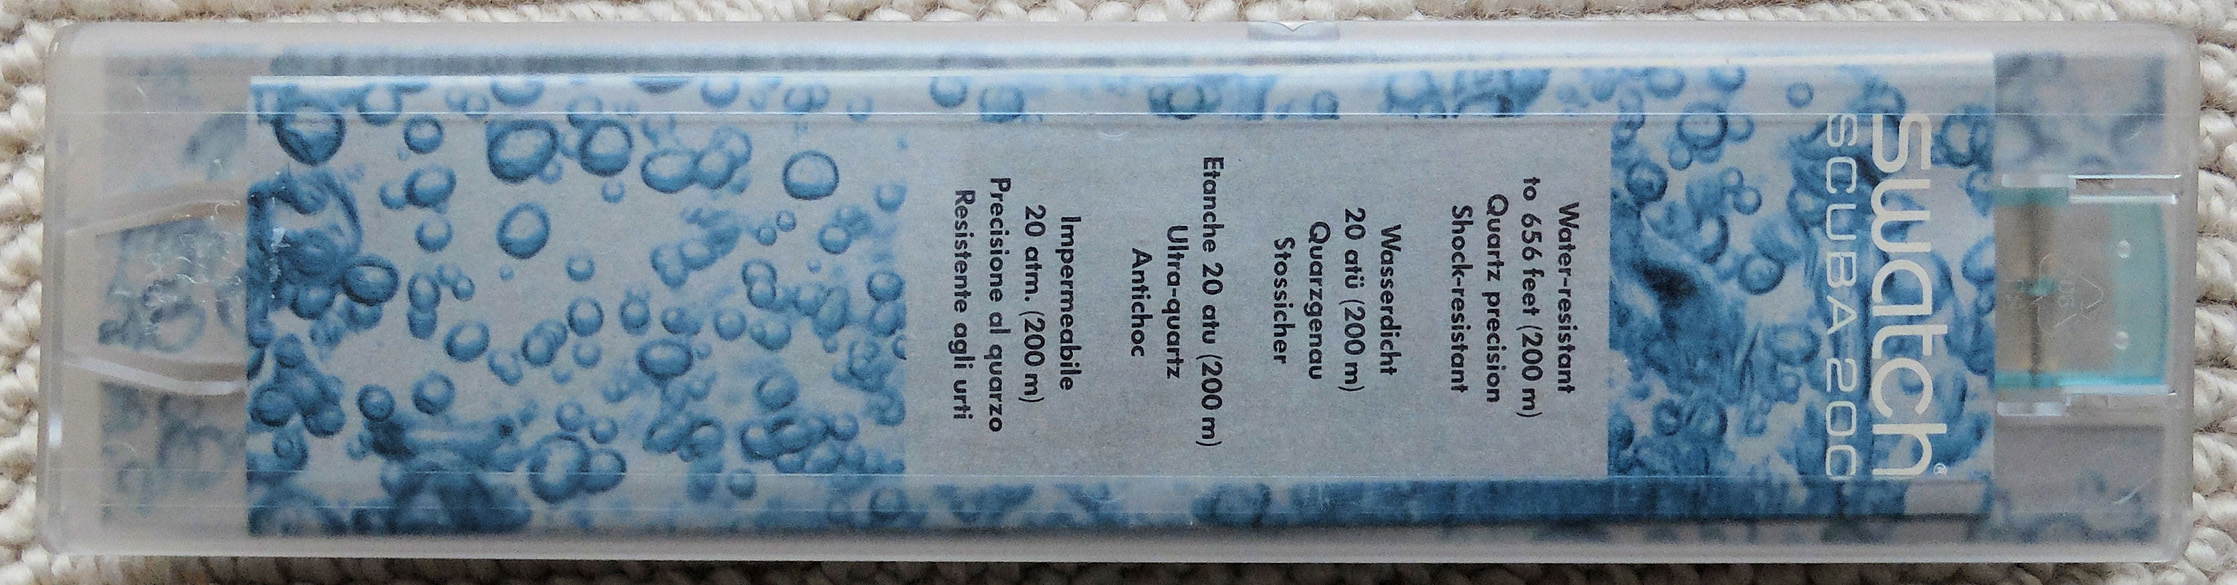 swatch®
SCUBA 200
Water-resistant
to 656 feet (200 m)
Quartz precision
Shock-resistant
Wasserdicht
20 atü (200 m)
Quarzgenau
Stossicher
Etanche 20 atu (200 m)
Ultra-quartz
Antichoc
Impermeabile
20 atm. (200 m)
Precisione al quarzo
Resistente agli urti